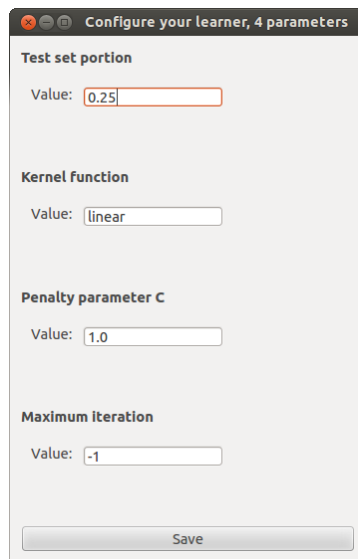 Configure your learner, 4 parameters
Test set portion
Value: 0.25
Kernel function
Value: linear
Penalty parameter C
Value: 1.0
Maximum iteration
Value: -1
Save